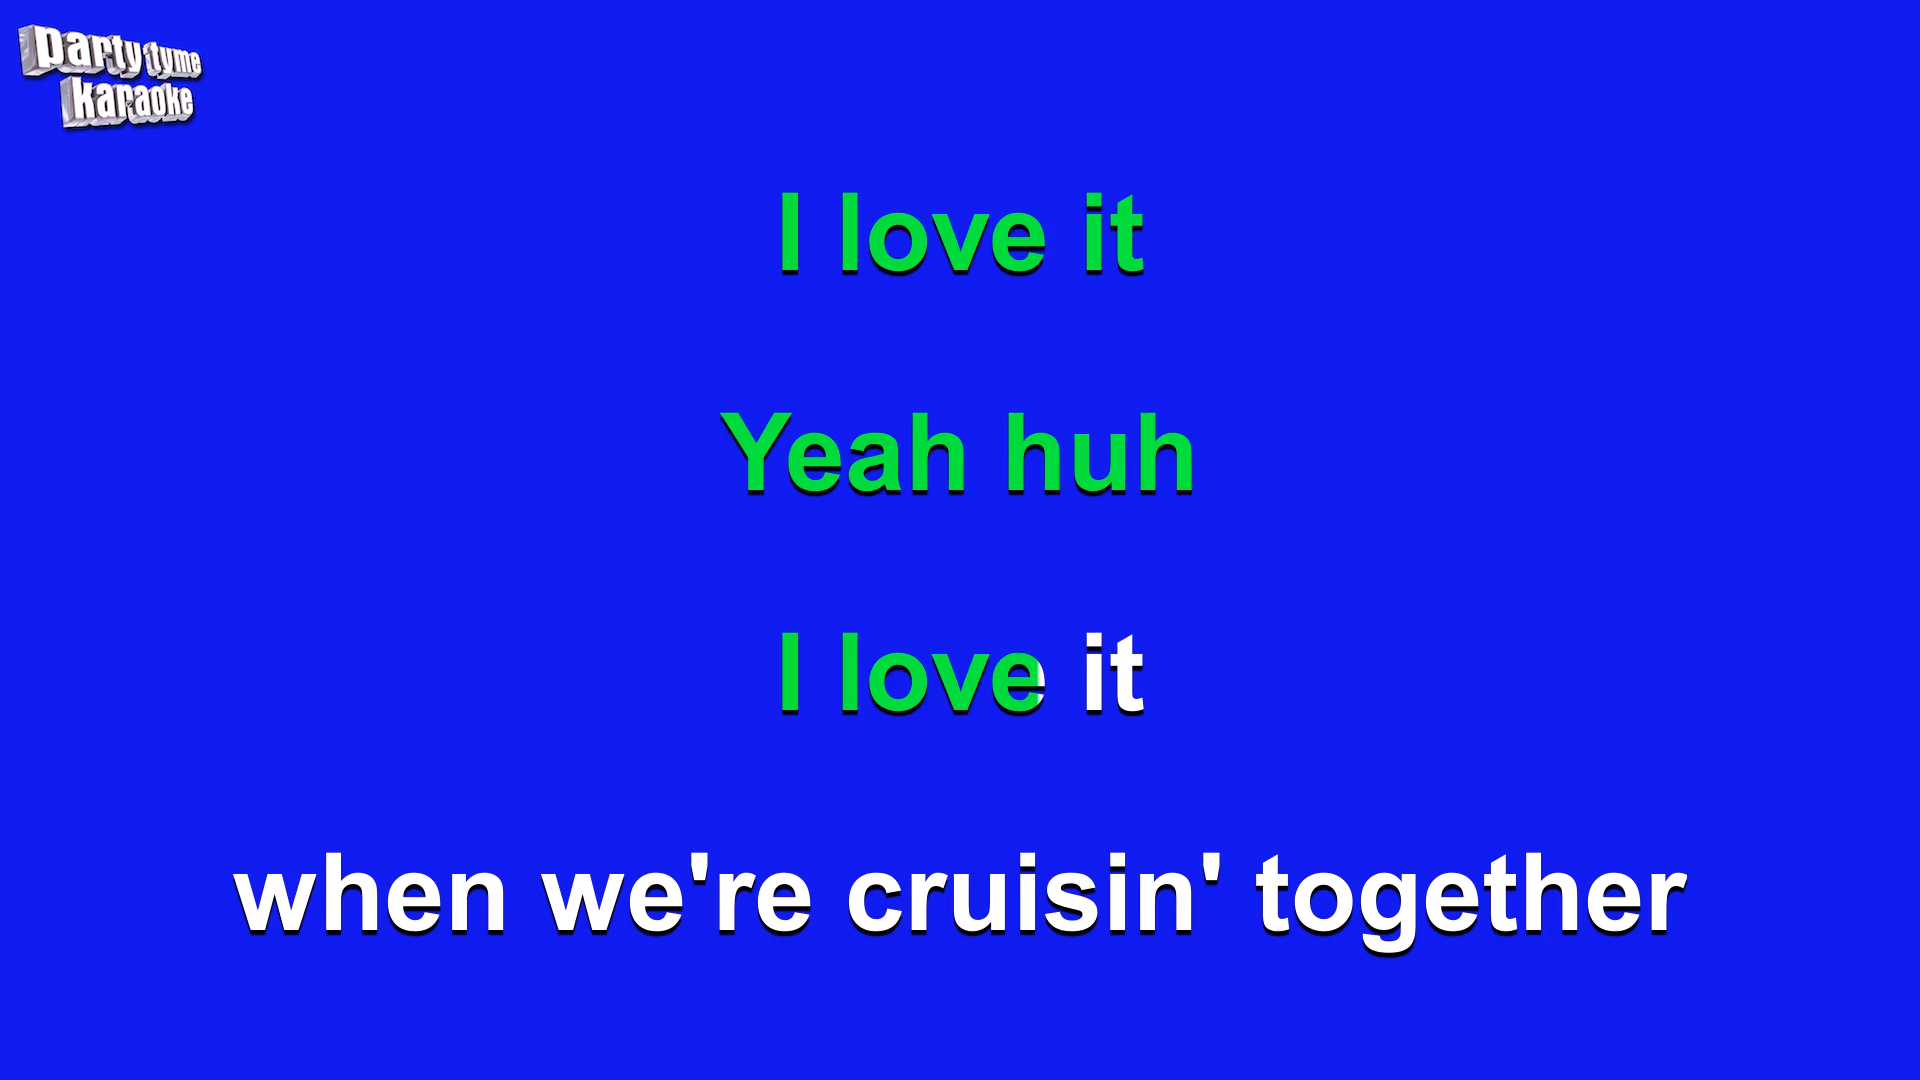 party tyme
karaoke
I love it
Yeah huh
I love it
when we're cruisin' together